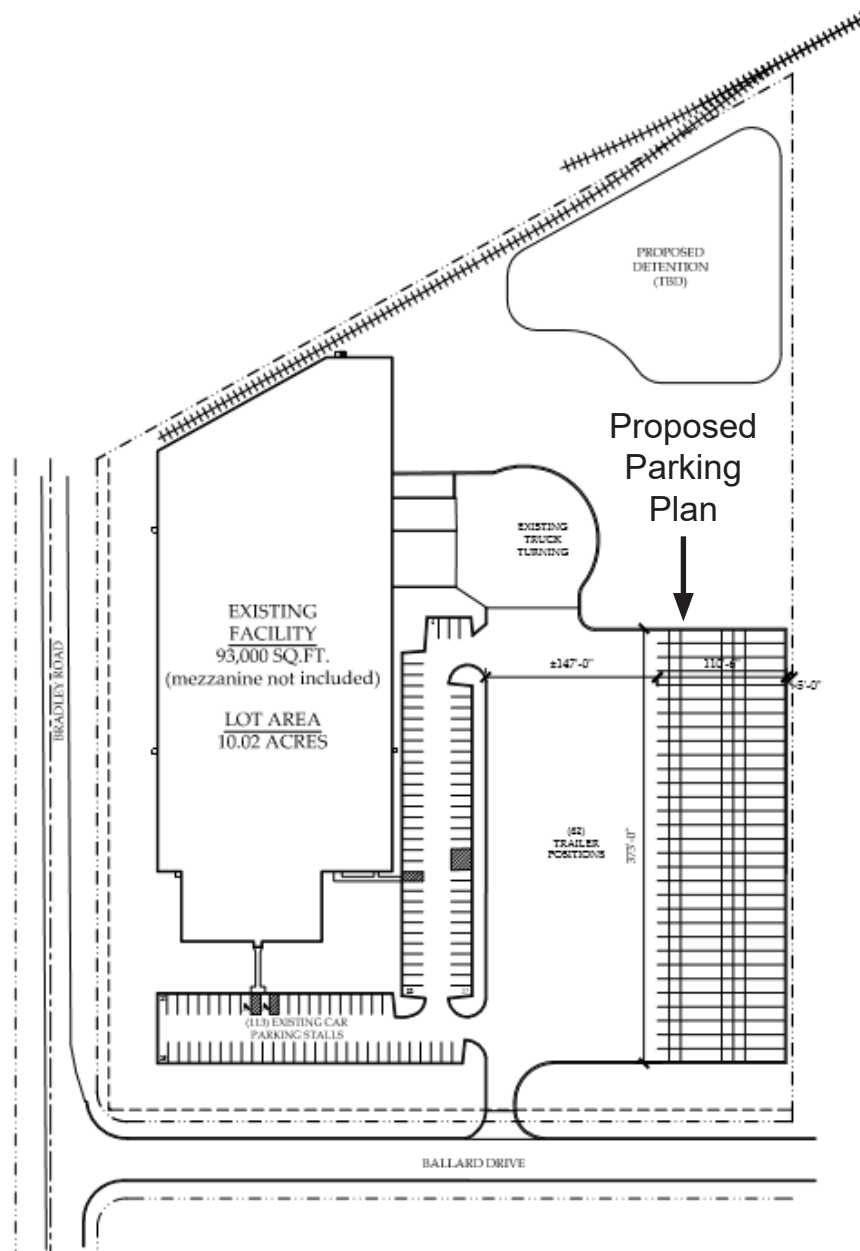 PROPOSED
DETENTION
(TBD)
Proposed
Parking
Plan
EXISTING
TRUCK
TURNING
EXISTING
FACILITY
93,000 SQ.FT.
(mezzanine not included)
LOT AREA
10.02 ACRES
BRADLEY ROAD
±147'-0"
110'-6"
5'-0"
(62)
TRAILER
POSITIONS
373'-0"
(113) EXISTING CAR
PARKING STALLS
BALLARD DRIVE